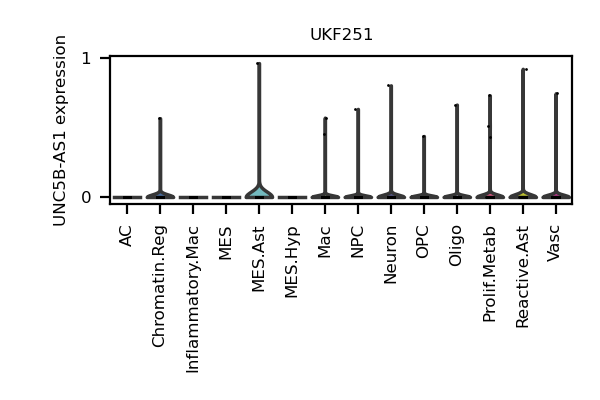 UKF251
UNC5B-AS1 expression
1
0
AC
Chromatin.Reg
Inflammatory.Mac
MES
MES.Ast
MES.Hyp
Mac
NPC
Neuron
OPC
Oligo
Prolif.Metab
Reactive.Ast
Vasc